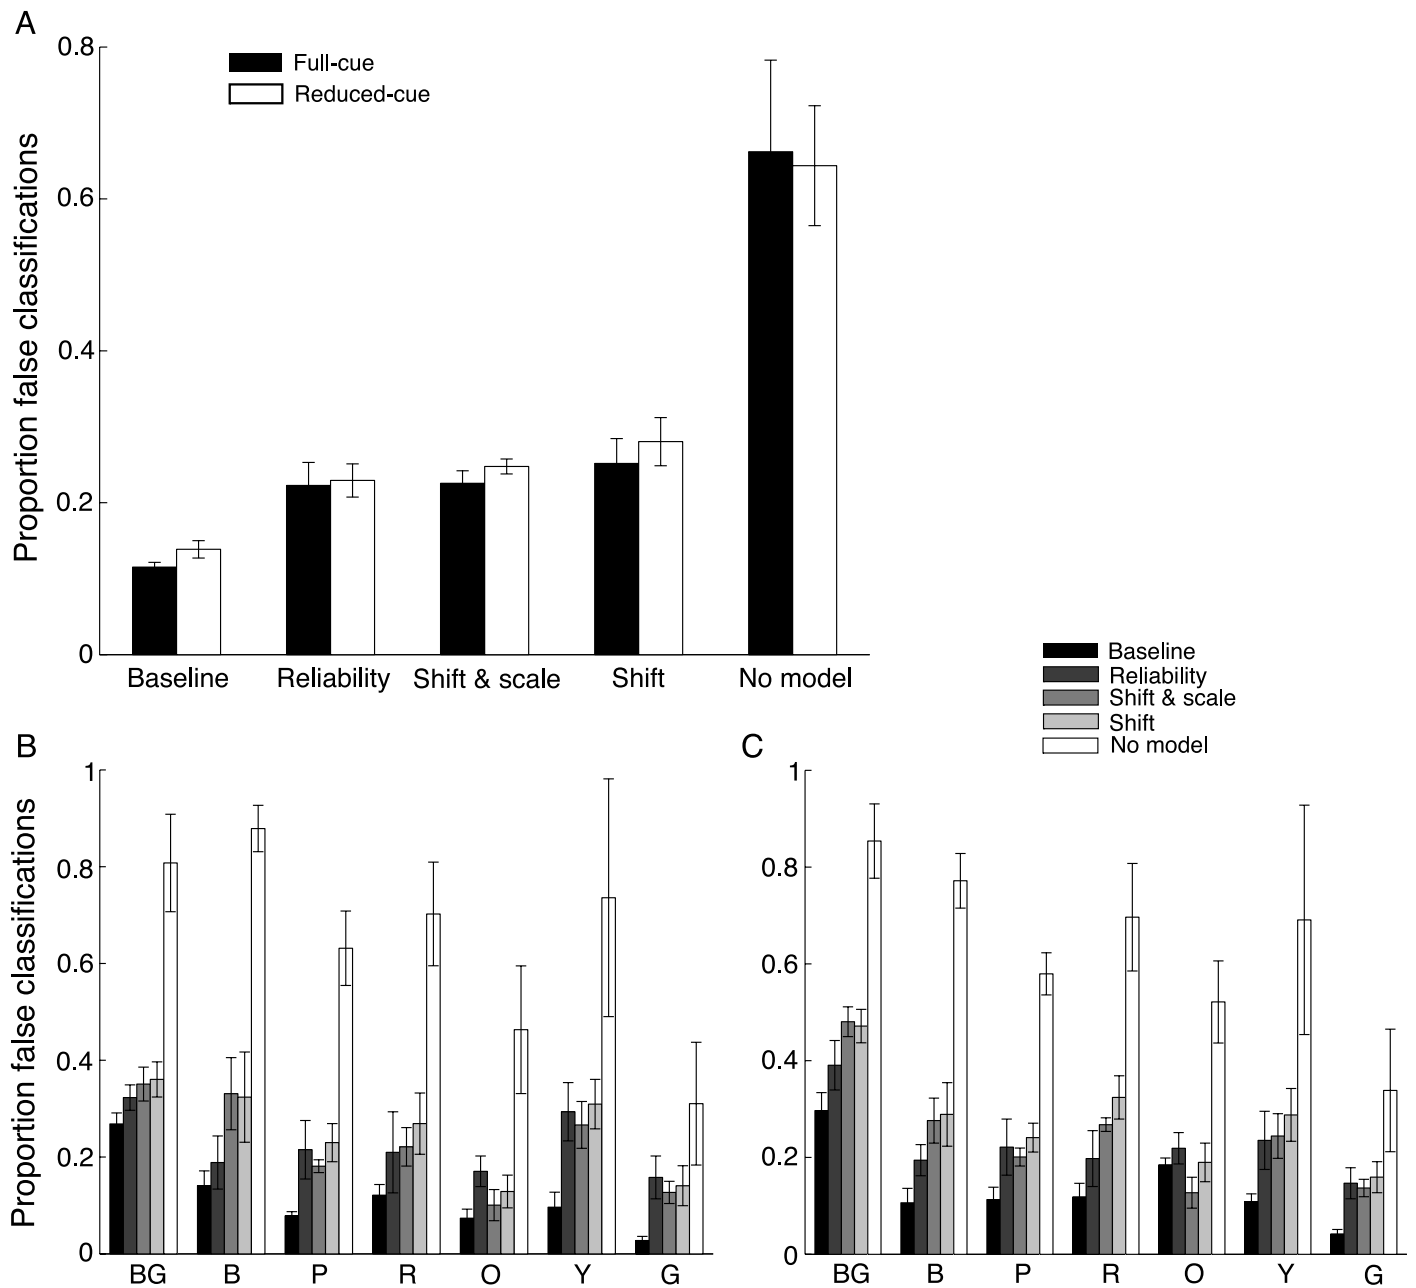 A
Proportion false classifications
0.8
0.6
0.4
0.2
0
Full-cue
Reduced-cue
Baseline Reliability Shift & scale Shift No model
Baseline
Reliability
Shift & scale
Shift
No model
B
Proportion false classifications
1
0.8
0.6
0.4
0.2
0
BG B P R O Y G
C
1
0.8
0.6
0.4
0.2
0
BG B P R O Y G